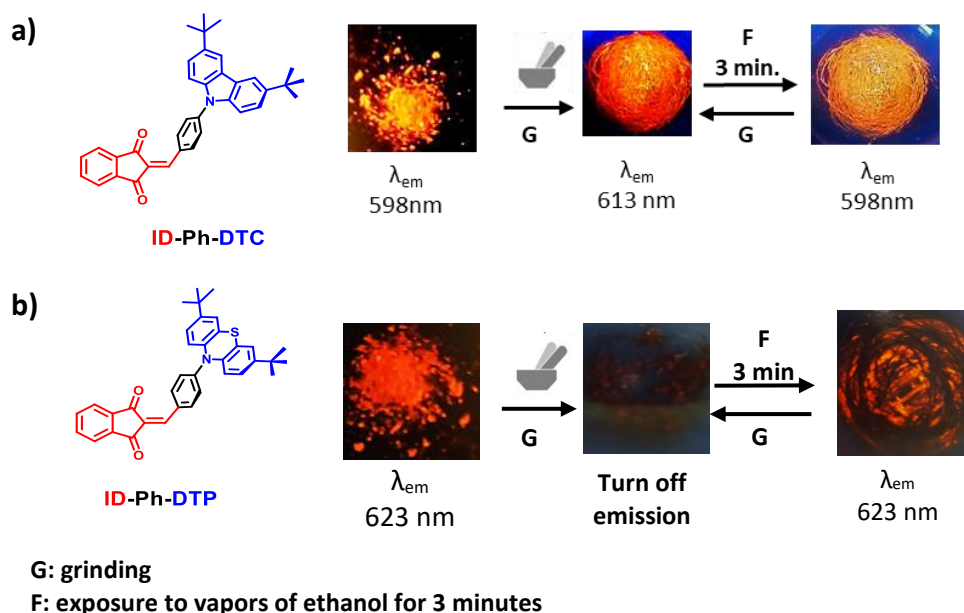 a)
N
O
O
ID-Ph-DTC
G
F
3 min.
G
λem
598nm
λem
613 nm
λem
598nm
b)
S
N
O
O
ID-Ph-DTP
G
F
3 min
G
λem
623 nm
Turn off
emission
λem
623 nm
G: grinding
F: exposure to vapors of ethanol for 3 minutes